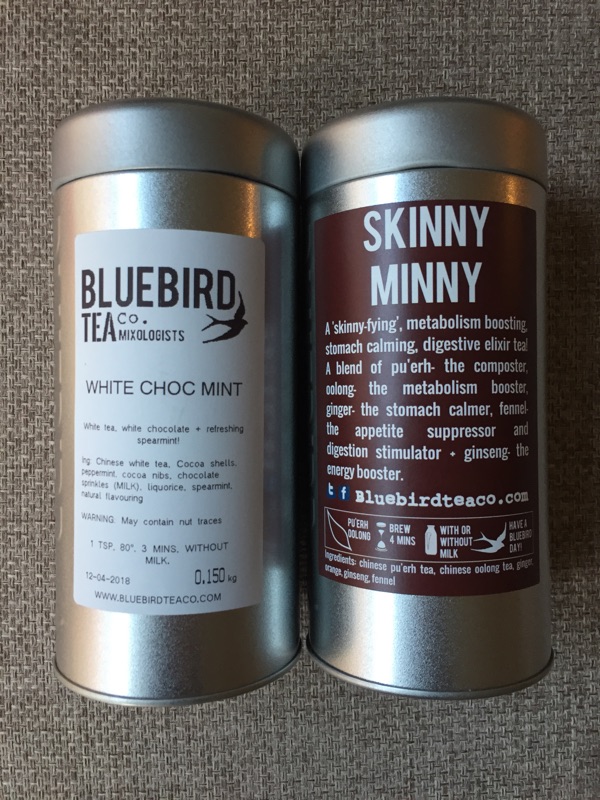 BLUEBIRD
TEA Co.
MIXOLOGISTS
WHITE CHOC MINT
White tea, white chocolate + refreshing
spearmint!
Ing: Chinese white tea, Cocoa shells,
peppermint, cocoa nibs, chocolate
sprinkles (MILK), liquorice, spearmint,
natural flavouring
WARNING: May contain nut traces
1 TSP, 80°, 3 MINS, WITHOUT
MILK.
12-04-2018 0.150 kg
WWW.BLUEBIRDTEACO.COM
SKINNY
MINNY
A 'skinny-fying', metabolism boosting,
stomach calming, digestive elixir tea!
A blend of pu'erh- the composter,
oolong- the metabolism booster,
ginger- the stomach calmer, fennel-
the appetite suppressor and
digestion stimulator + ginseng- the
energy booster.
t f Bluebirdteaco.com
PU'ERH
OOLONG
BREW
4 MINS
WITH OR
WITHOUT
MILK
HAVE A
BLUEBIRD
DAY!
Ingredients: chinese pu'erh tea, chinese oolong tea, ginger,
orange, ginseng, fennel